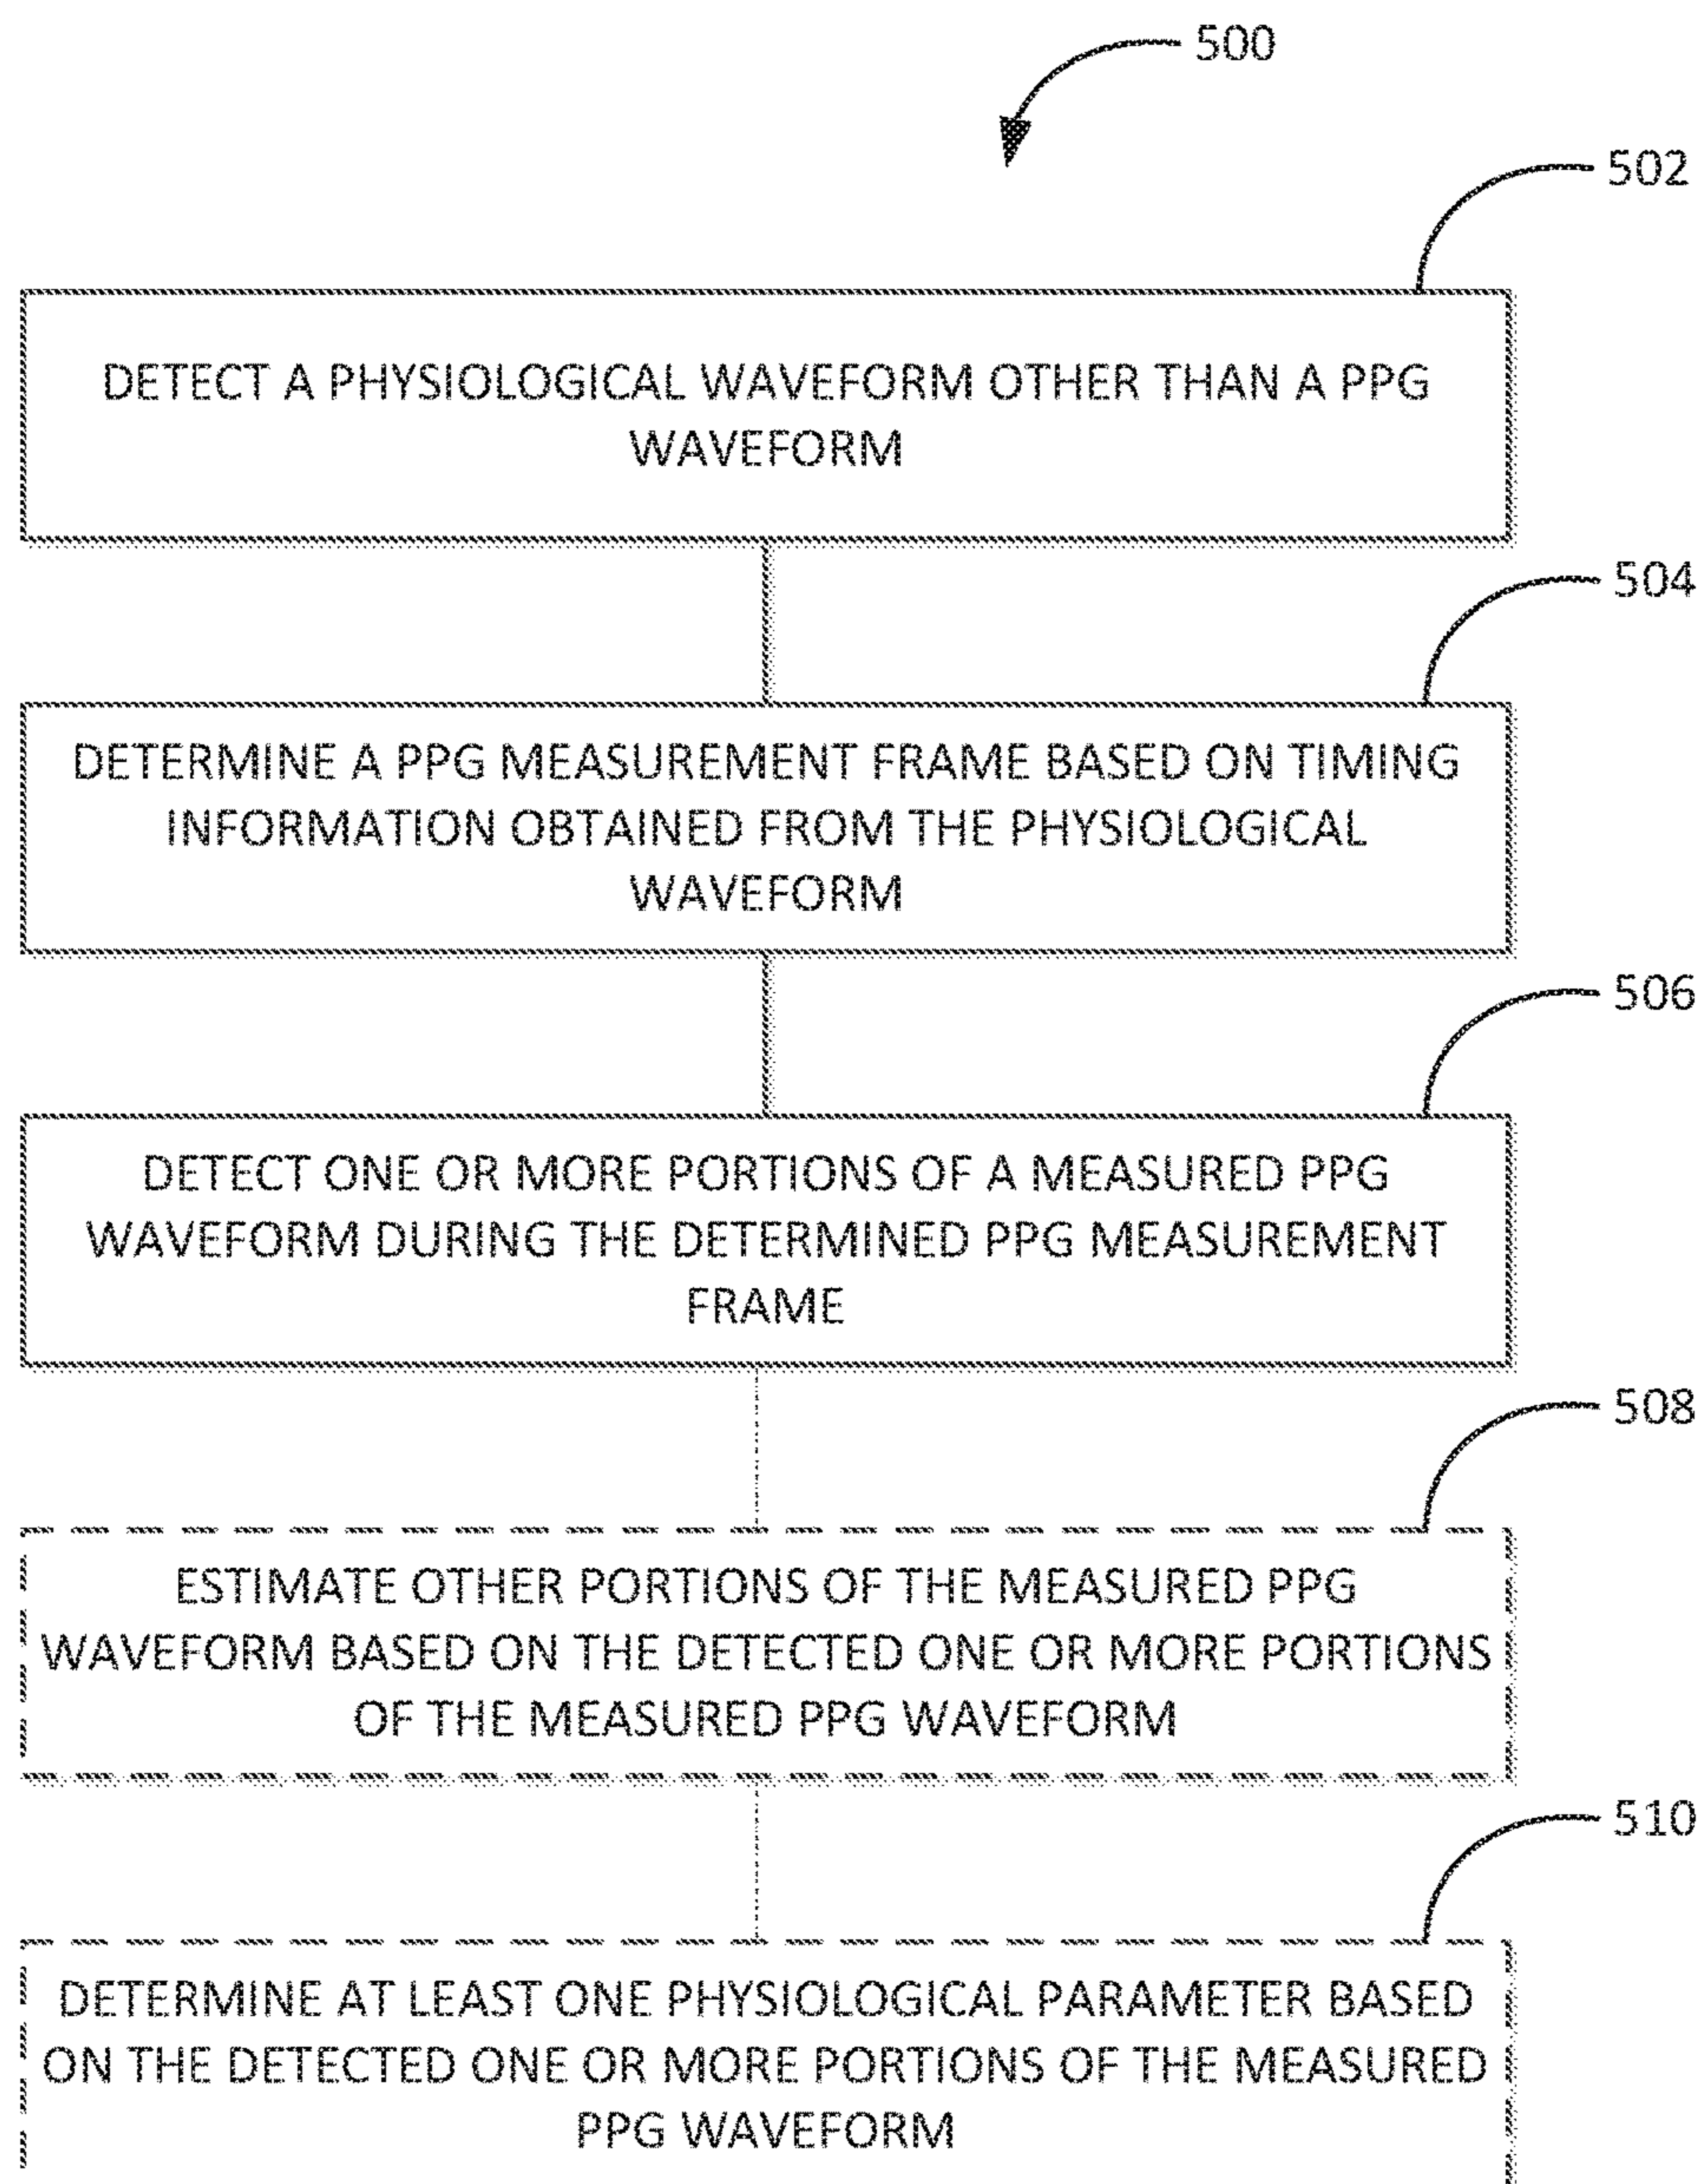 500
502
DETECT A PHYSIOLOGICAL WAVEFORM OTHER THAN A PPG
WAVEFORM
504
DETERMINE A PPG MEASUREMENT FRAME BASED ON TIMING
INFORMATION OBTAINED FROM THE PHYSIOLOGICAL
WAVEFORM
506
DETECT ONE OR MORE PORTIONS OF A MEASURED PPG
WAVEFORM DURING THE DETERMINED PPG MEASUREMENT
FRAME
508
ESTIMATE OTHER PORTIONS OF THE MEASURED PPG
WAVEFORM BASED ON THE DETECTED ONE OR MORE PORTIONS
OF THE MEASURED PPG WAVEFORM
510
DETERMINE AT LEAST ONE PHYSIOLOGICAL PARAMETER BASED
ON THE DETECTED ONE OR MORE PORTIONS OF THE MEASURED
PPG WAVEFORM